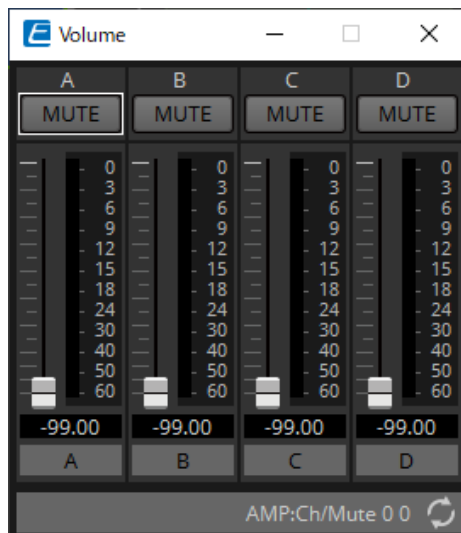 E Volume
A B C D
MUTE MUTE MUTE MUTE
0 0 0 0
3 3 3 3
6 6 6 6
9 9 9 9
12 12 12 12
15 15 15 15
18 18 18 18
24 24 24 24
30 30 30 30
40 40 40 40
50 50 50 50
60 60 60 60
-99.00 -99.00 -99.00 -99.00
A B C D
AMP:Ch/Mute 0 0